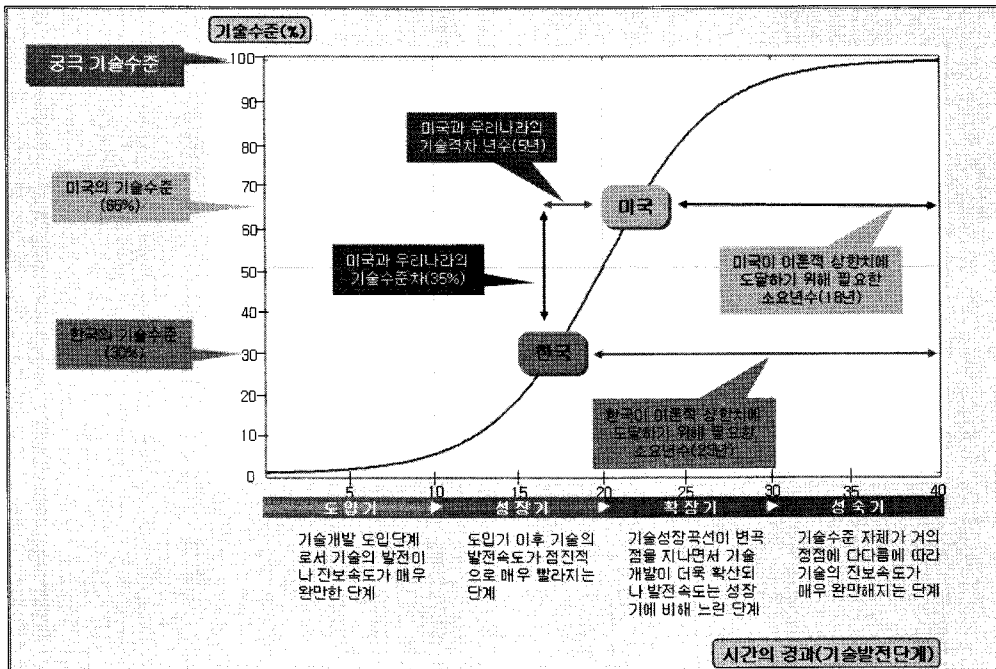 기술수준(%)
궁극 기술수준
100
90
80
70
60
50
40
30
20
10
0
미국과 우리나라의
기술격차 년수(5년)
미국의 기술수준
(65%)
미국
미국과 우리나라의
기술수준차(35%)
미국이 이론적 상한치에
도달하기 위해 필요한
소요년수(18년)
한국의 기술수준
(30%)
한국
한국이 이론적 상한치에
도달하기 위해 필요한
소요년수(23년)
5 10 15 20 25 30 35 40
도입기 ▶ 성장기 ▶ 확장기 ▶ 성숙기
기술개발 도입단계
로서 기술의 발전이
나 진보속도가 매우
완만한 단계
도입기 이후 기술의
발전속도가 점진적
으로 매우 빨라지는
단계
기술성장곡선이 변곡
점을 지나면서 기술
개발이 더욱 확산되
나 발전속도는 성장
기에 비해 느린 단계
기술수준 자체가 거의
정점에 다다름에 따라
기술의 진보속도가
매우 완만해지는 단계
시간의 경과(기술발전단계)